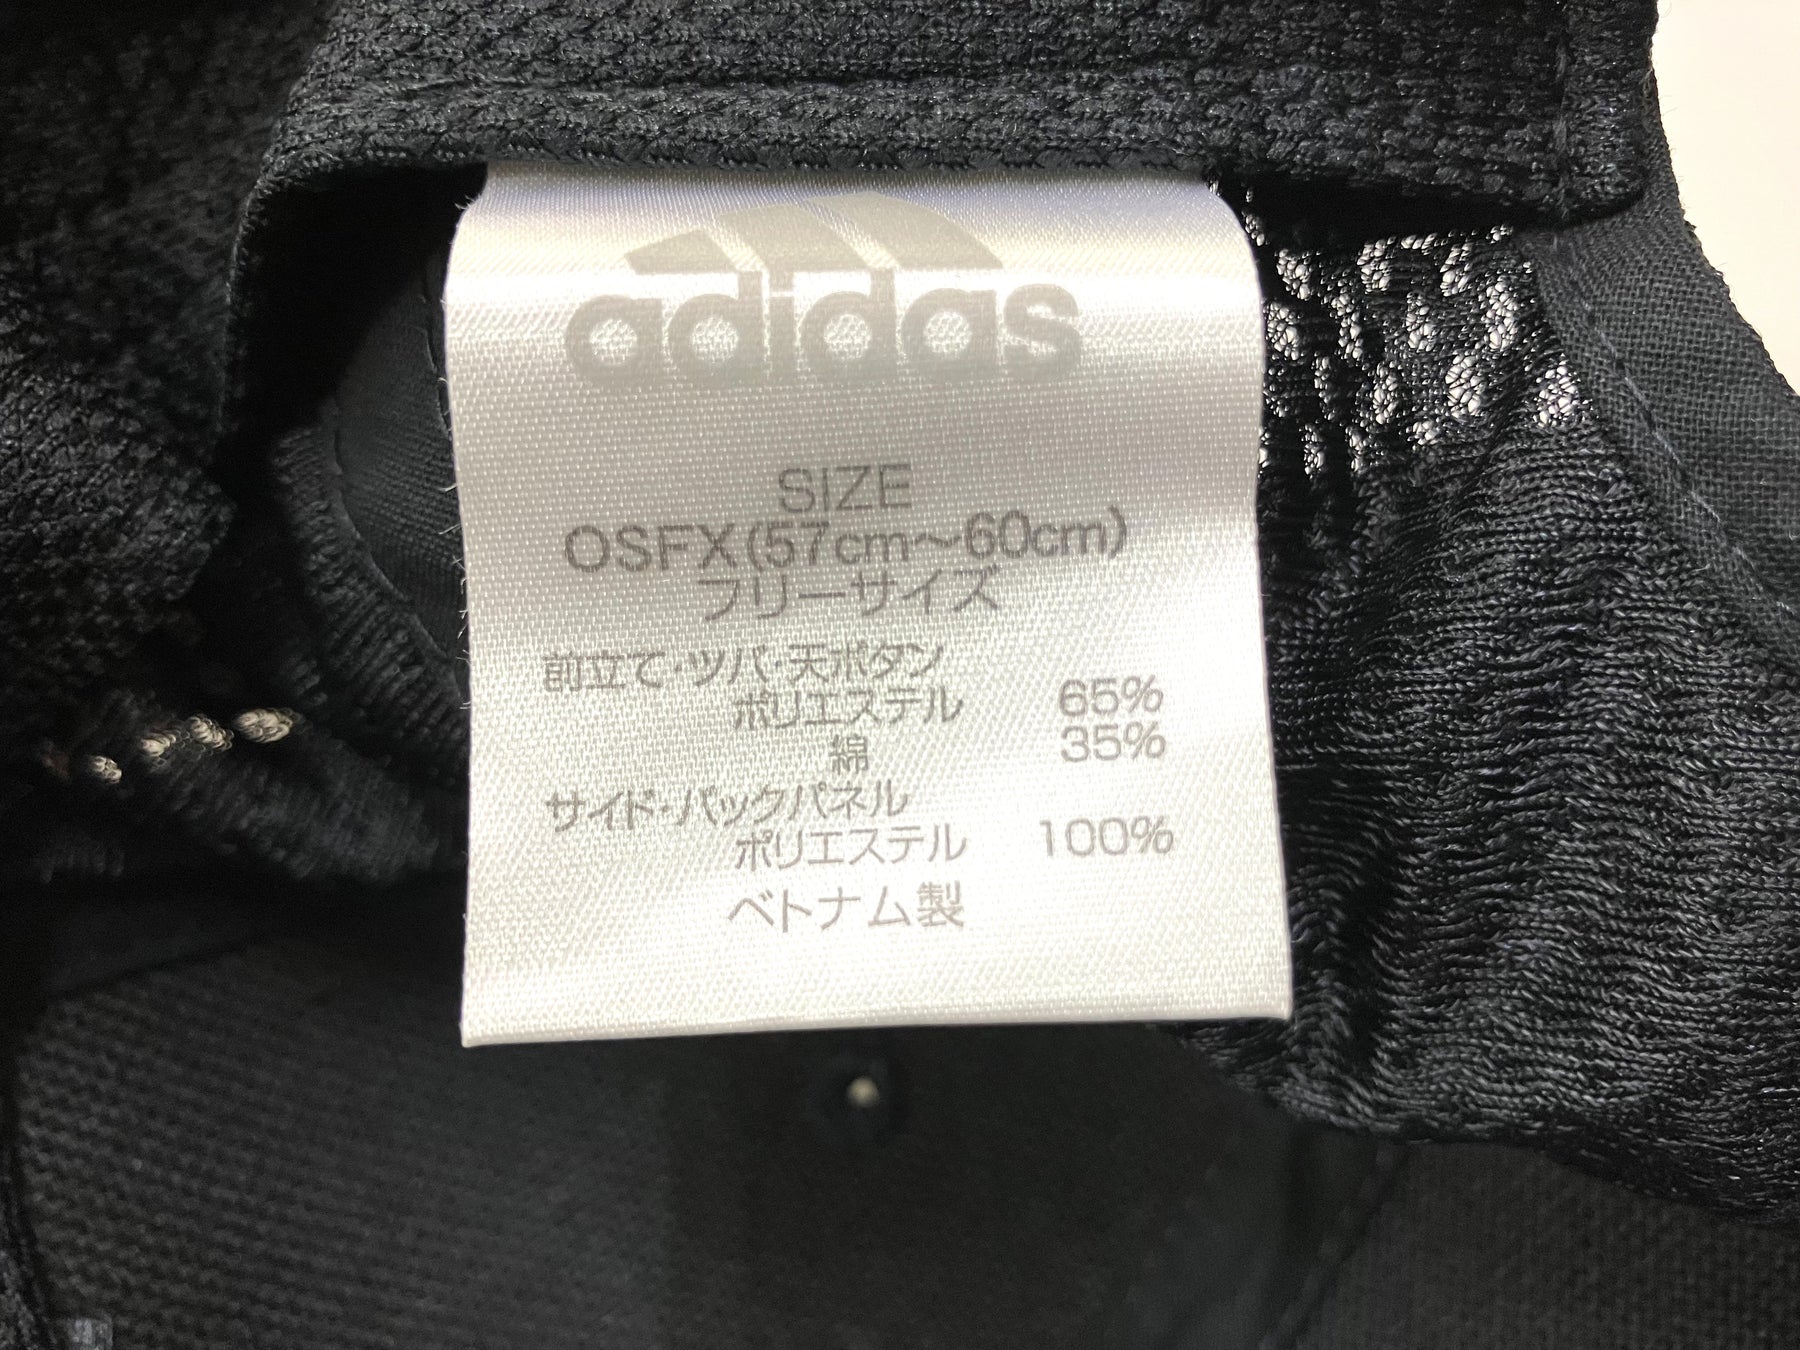 adidas
SIZE
OSFX(57cm～60cm)
フリーサイズ
前立て・ツバ・天ボタン
ポリエステル 65%
綿 35%
サイド・バックパネル
ポリエステル 100%
ベトナム製